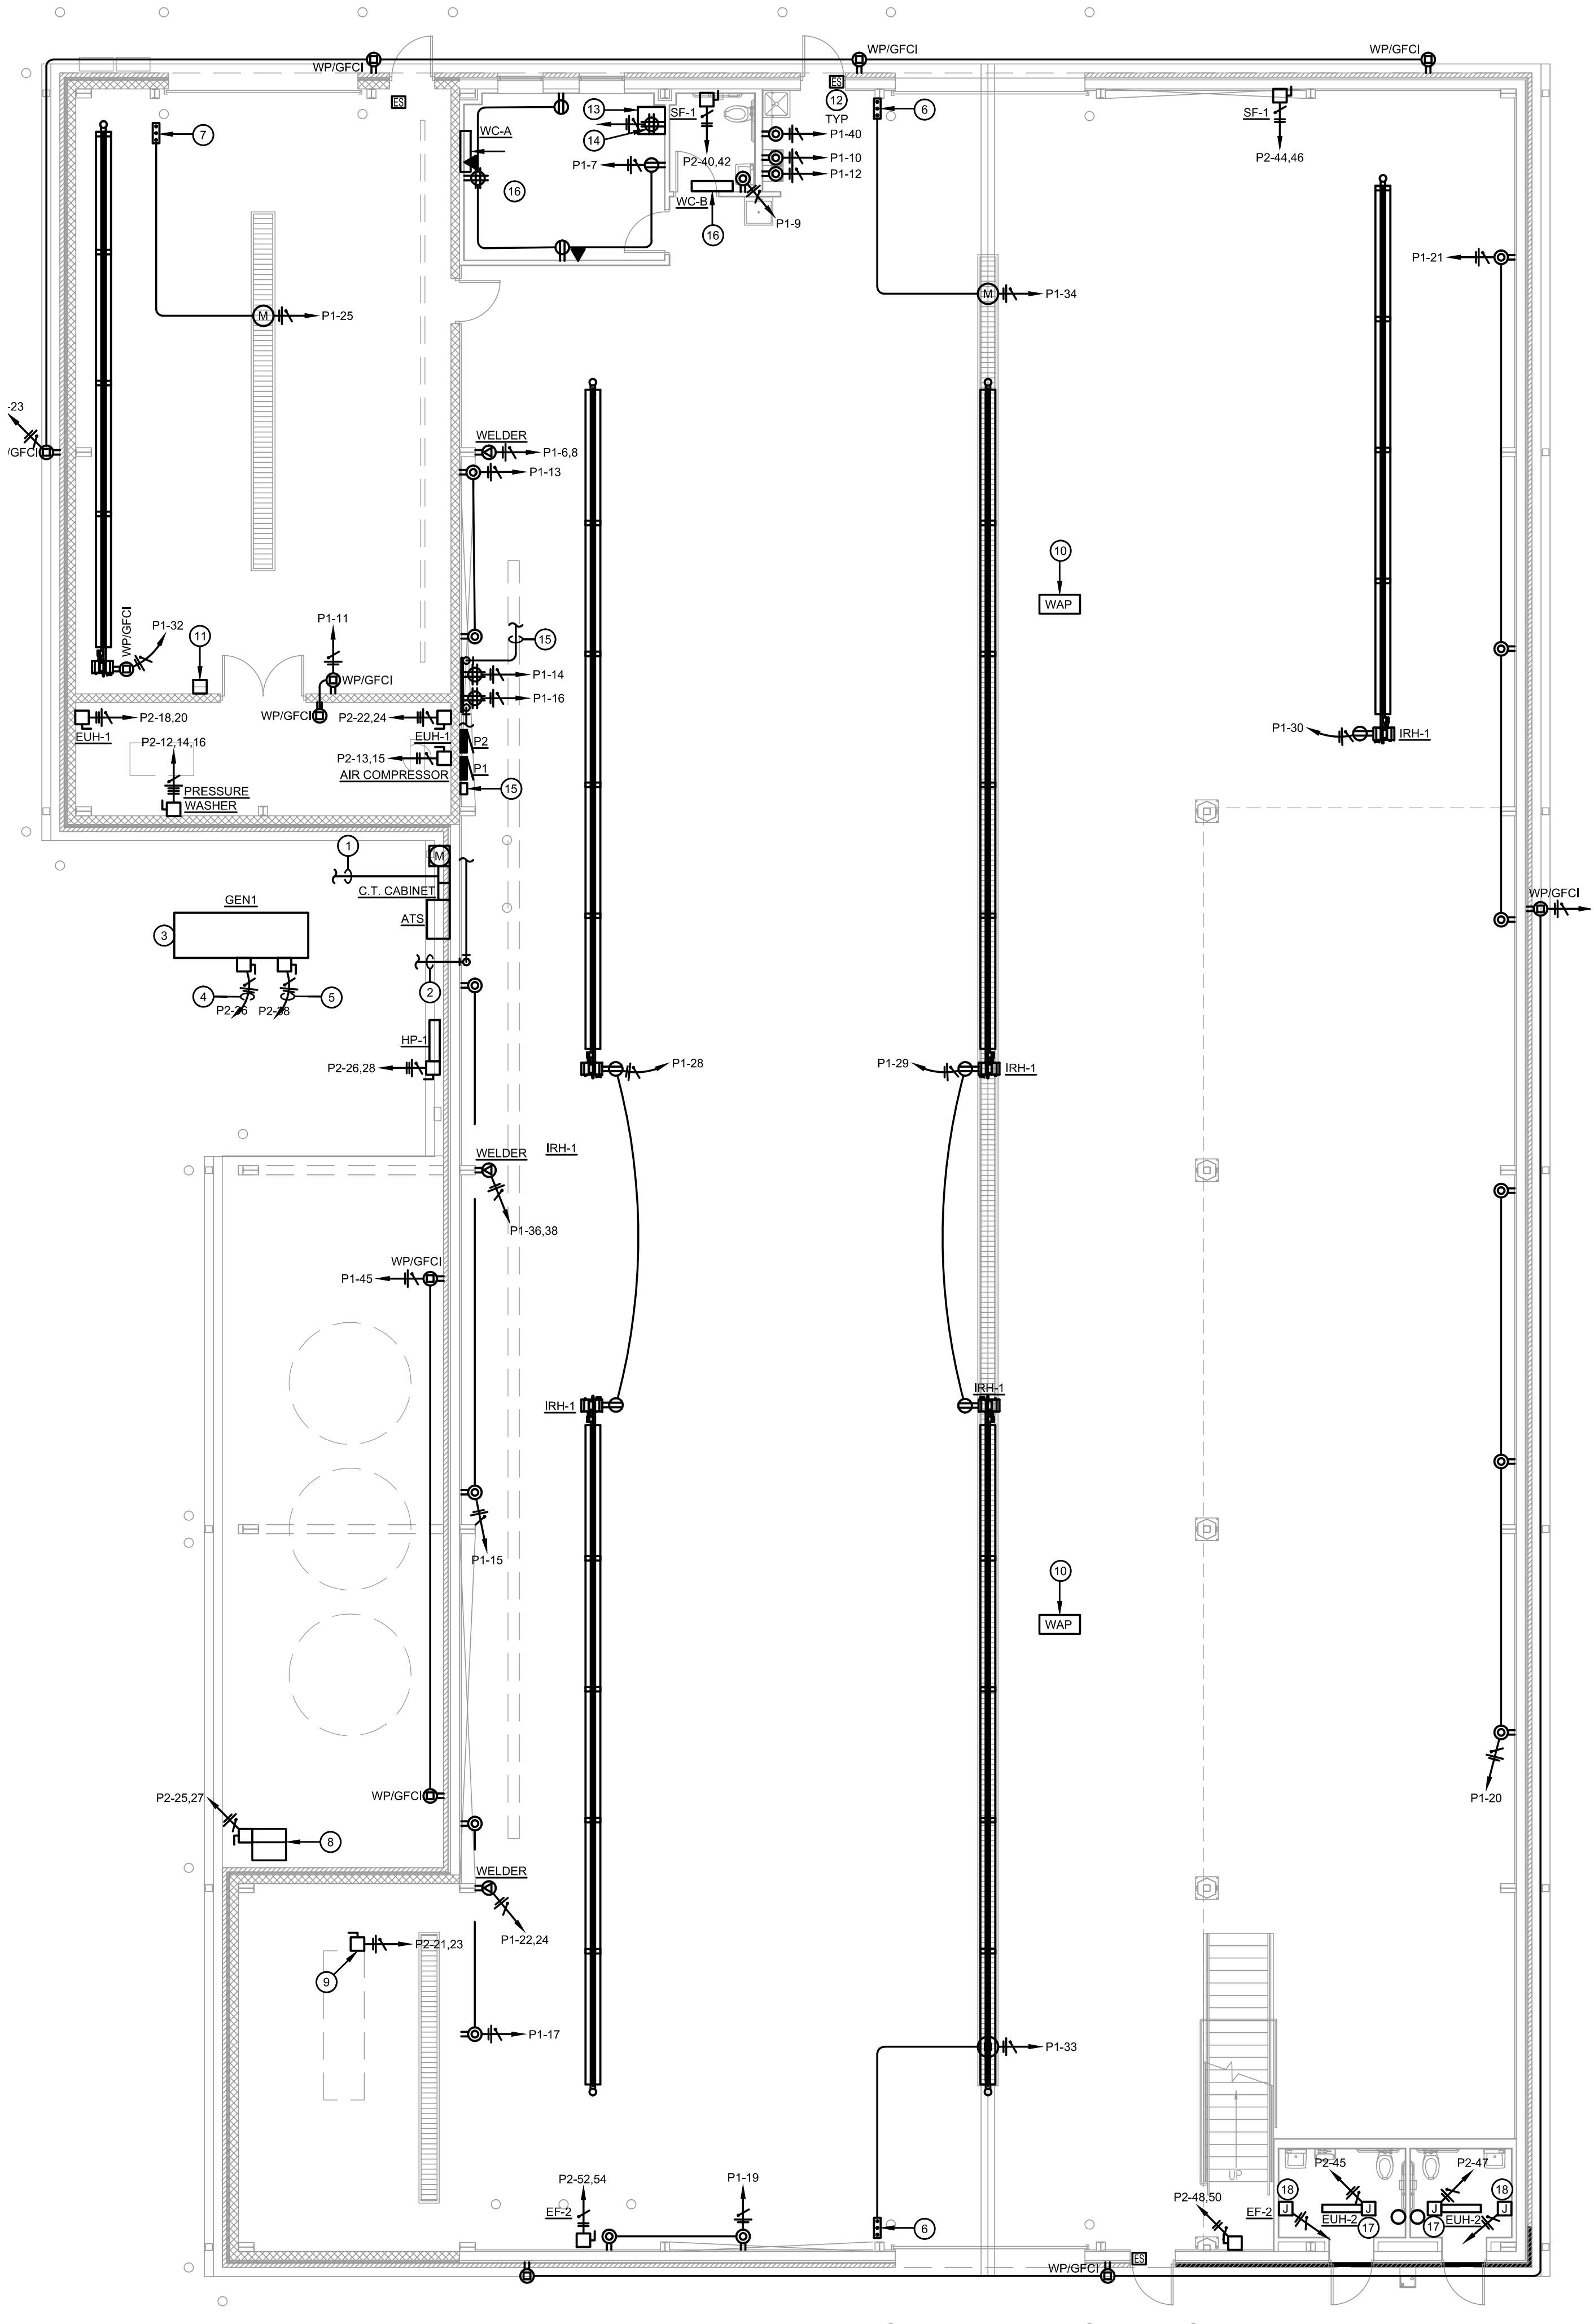 WP/GFCI
WP/GFCI
WP/GFCI
ES
ES
12
TYP
13
14
SF-1
6
SF-1
7
WC-A
P1-40
P1-7
P2-40,42
P1-10
P1-12
P2-44,46
16
WC-B
16
P1-9
P1-21
M
P1-34
M
P1-25
-23
/GFCI
WELDER
P1-6,8
P1-13
10
WAP
WP/GFCI
P1-32
11
P1-11
15
WP/GFCI
P1-14
P1-16
WP/GFCI
P2-18,20
P2-22,24
EUH-1
EUH-1
P2
P1-30
IRH-1
P2-12,14,16
P2-13,15
AIR COMPRESSOR
P1
15
PRESSURE
WASHER
1
M
C.T. CABINET
GEN1
ATS
WP/GFCI
3
2
4
5
P2-36
P2-38
HP-1
P2-26,28
P1-28
P1-29
IRH-1
WELDER
IRH-1
P1-36,38
WP/GFCI
P1-45
IRH-1
IRH-1
P1-15
10
WAP
WP/GFCI
P2-25,27
P1-20
8
WELDER
P1-22,24
P2-21,23
9
P1-17
P1-33
P2-52,54
P1-19
EF-2
6
UP
P2-45
P2-47
P2-48,50
EF-2
18
18
J
J
J
J
EUH-2
17
17
EUH-2
WP/GFCI
ES